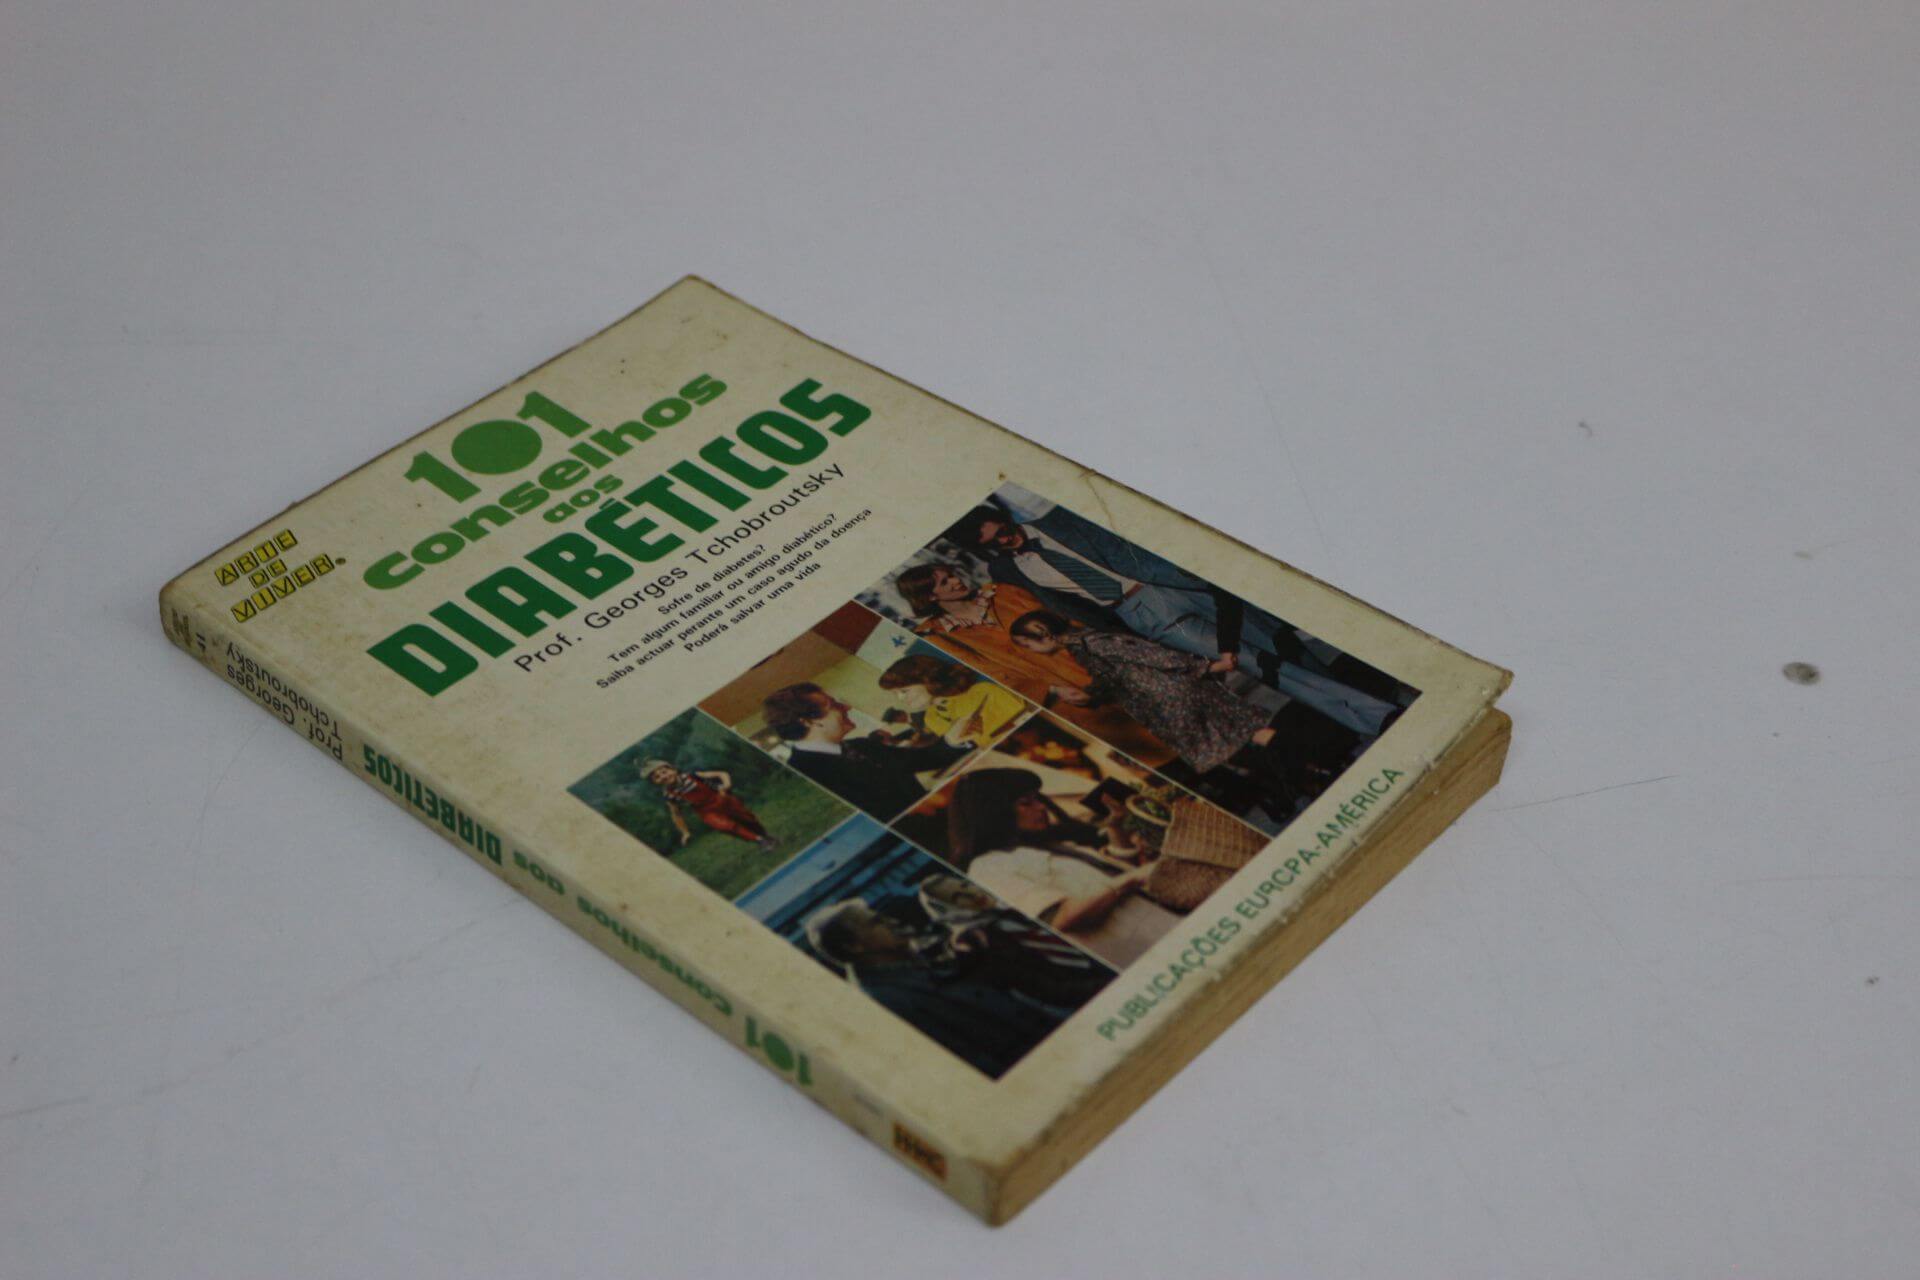 ARTE
DE
VIVER.
101
conselhos
aos
DIABÉTICOS
Prof. Georges Tchobroutsky
Sofre de diabetes?
Tem algum familiar ou amigo diabético?
Saiba actuar perante um caso agudo da doença
Poderá salvar uma vida
PUBLICAÇÕES EUROPA-AMÉRICA
101 conselhos aos DIABÉTICOS
Prof. Georges
Tchobroutsky